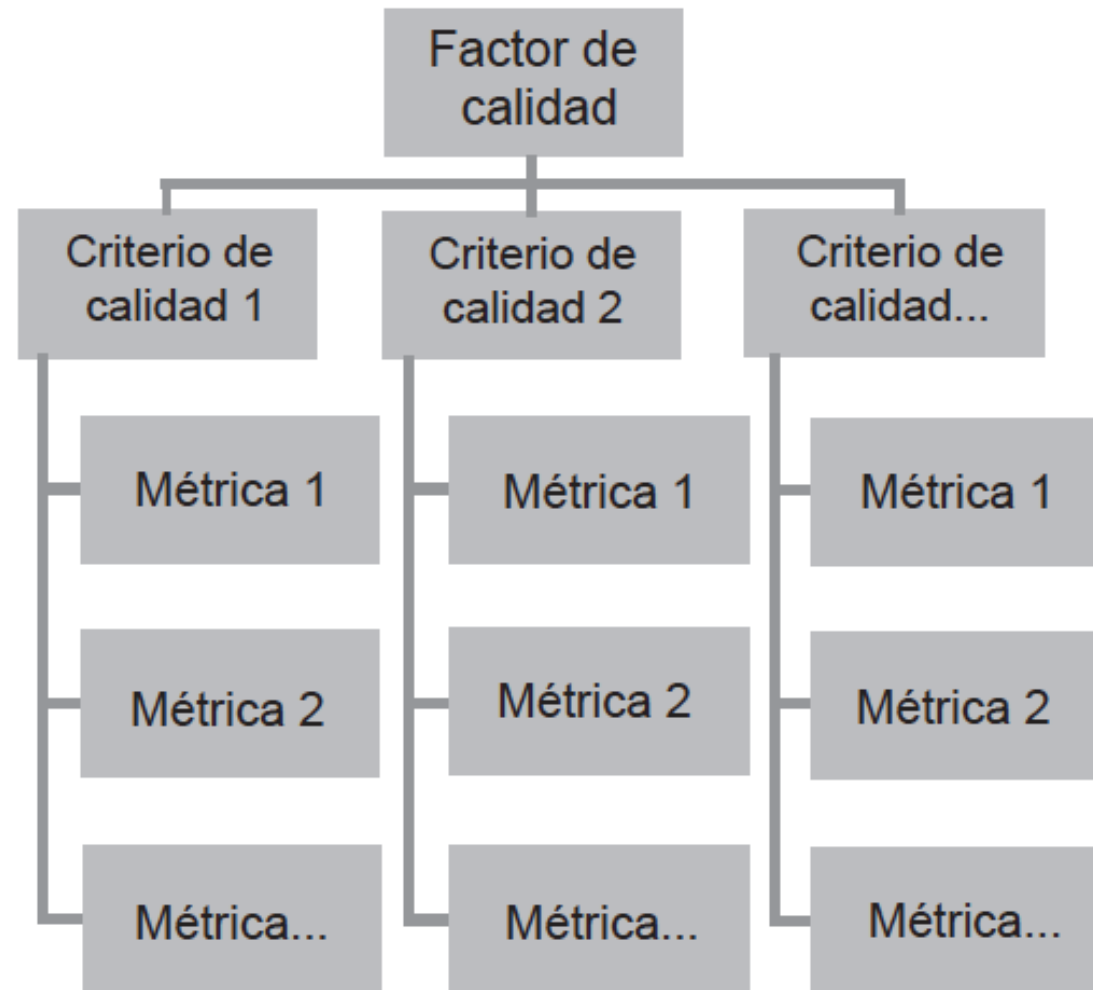 Factor de
calidad
Criterio de
calidad 1
Criterio de
calidad 2
Criterio de
calidad...
Métrica 1
Métrica 1
Métrica 1
Métrica 2
Métrica 2
Métrica 2
Métrica...
Métrica...
Métrica...